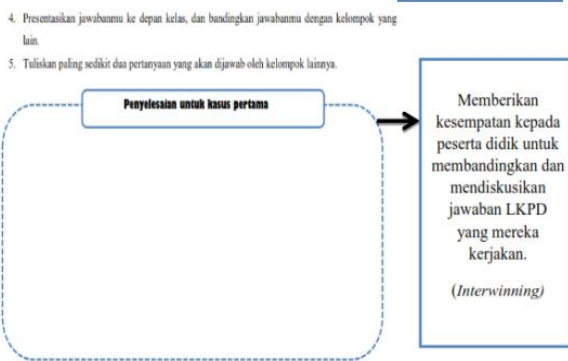 4. Presentasikan jawabanmu ke depan kelas, dan bandingkan jawabanmu dengan kelompok yang
lain.
5. Tuliskan paling sedikit dua pertanyaan yang akan dijawab oleh kelompok lainnya.
Penyelesaian untuk kasus pertama
Memberikan
kesempatan kepada
peserta didik untuk
membandingkan dan
mendiskusikan
jawaban LKPD
yang mereka
kerjakan.
(Interwinning)